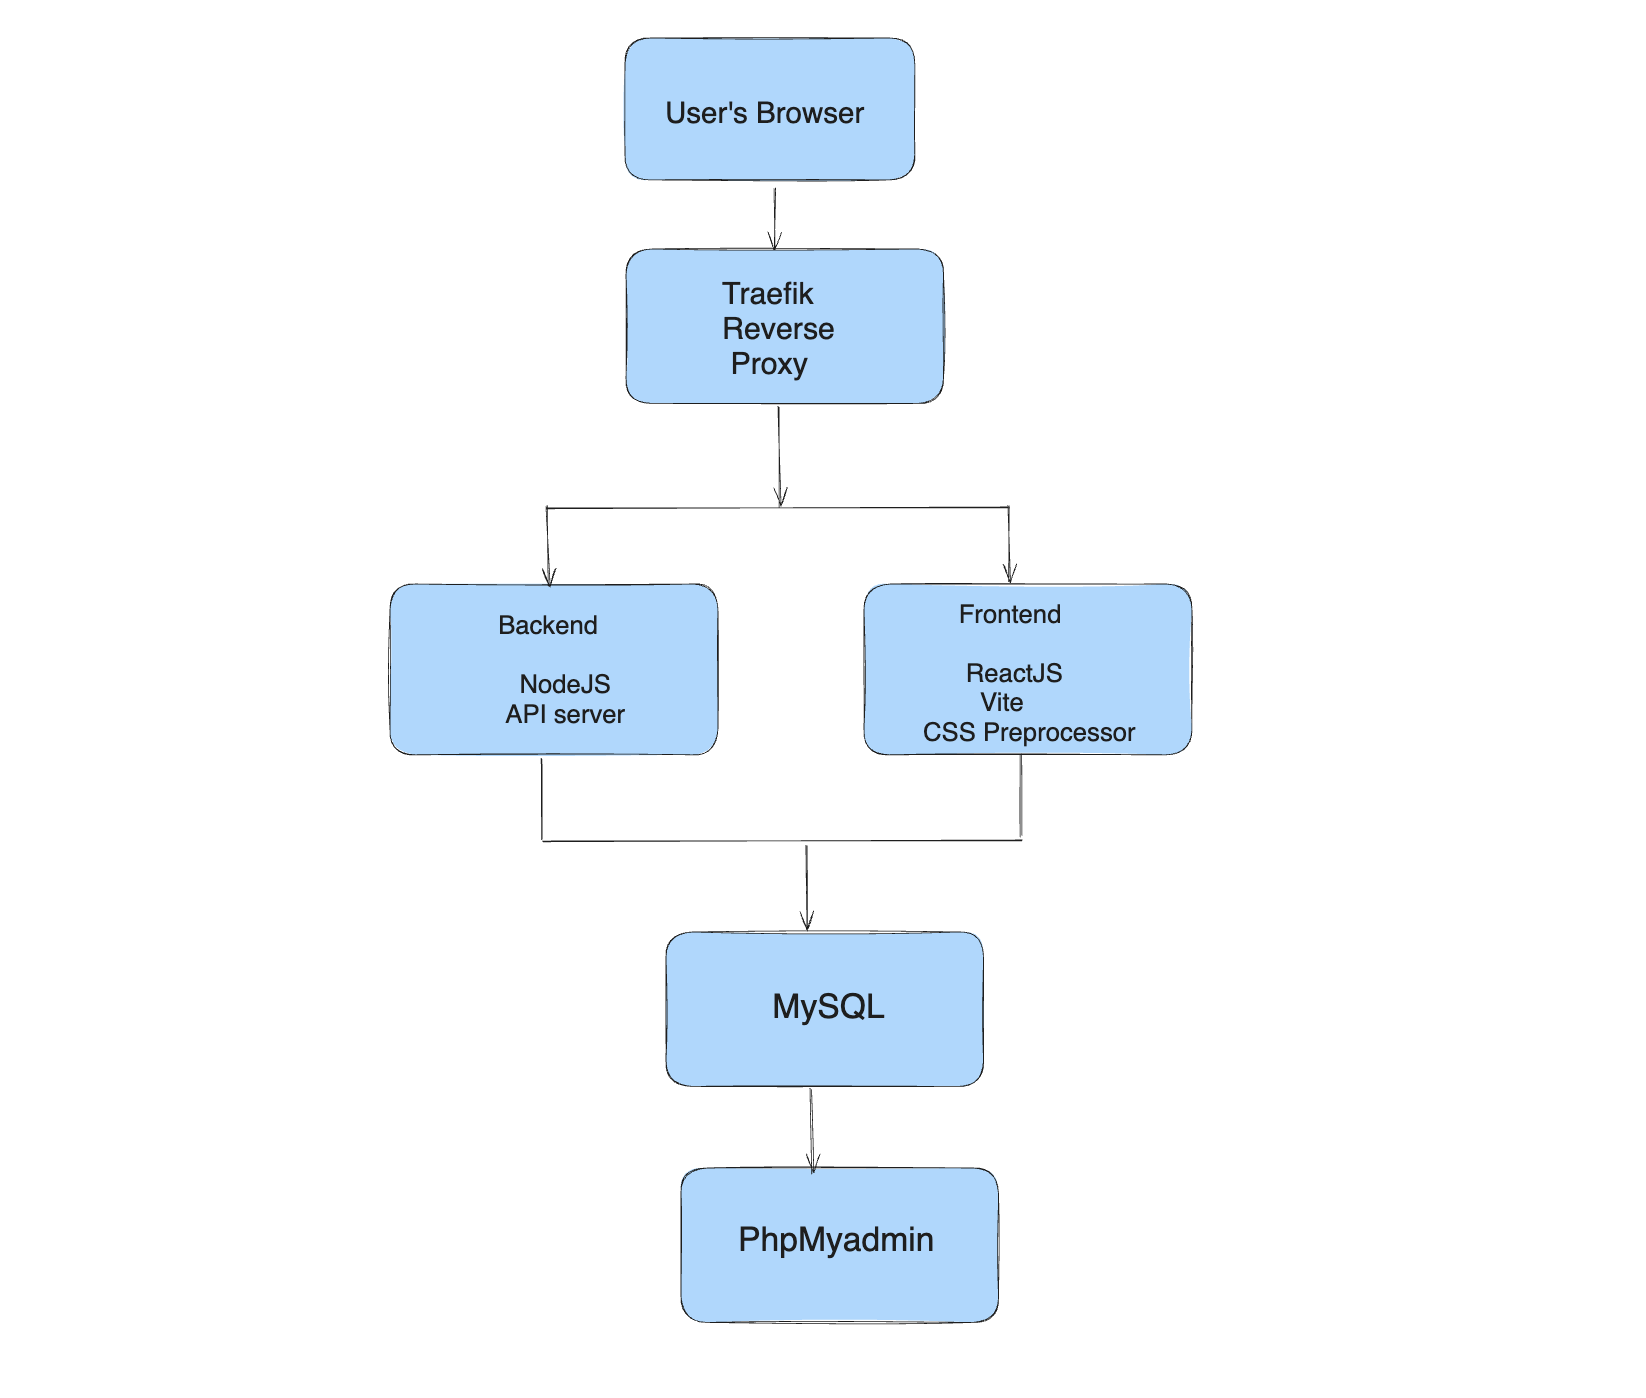 User's Browser
Traefik
Reverse
Proxy
Backend
NodeJS
API server
Frontend
ReactJS
Vite
CSS Preprocessor
MySQL
PhpMyadmin